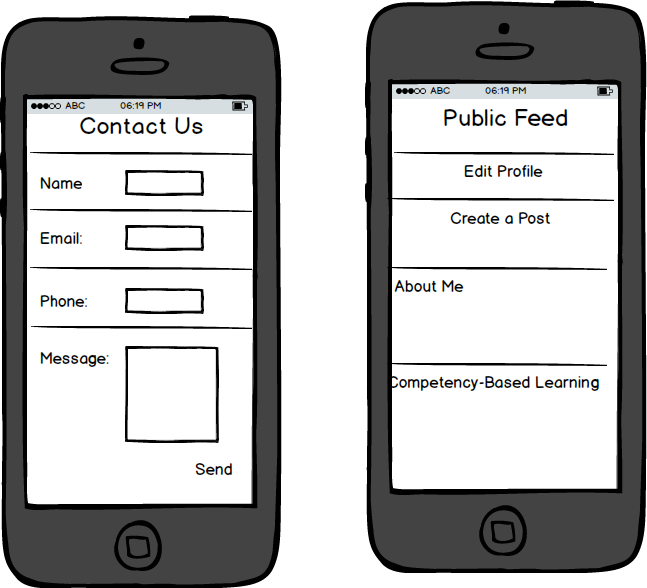 ABC 06:19 PM
Contact Us
Name
Email:
Phone:
Message:
Send
ABC 06:19 PM
Public Feed
Edit Profile
Create a Post
About Me
Competency-Based Learning